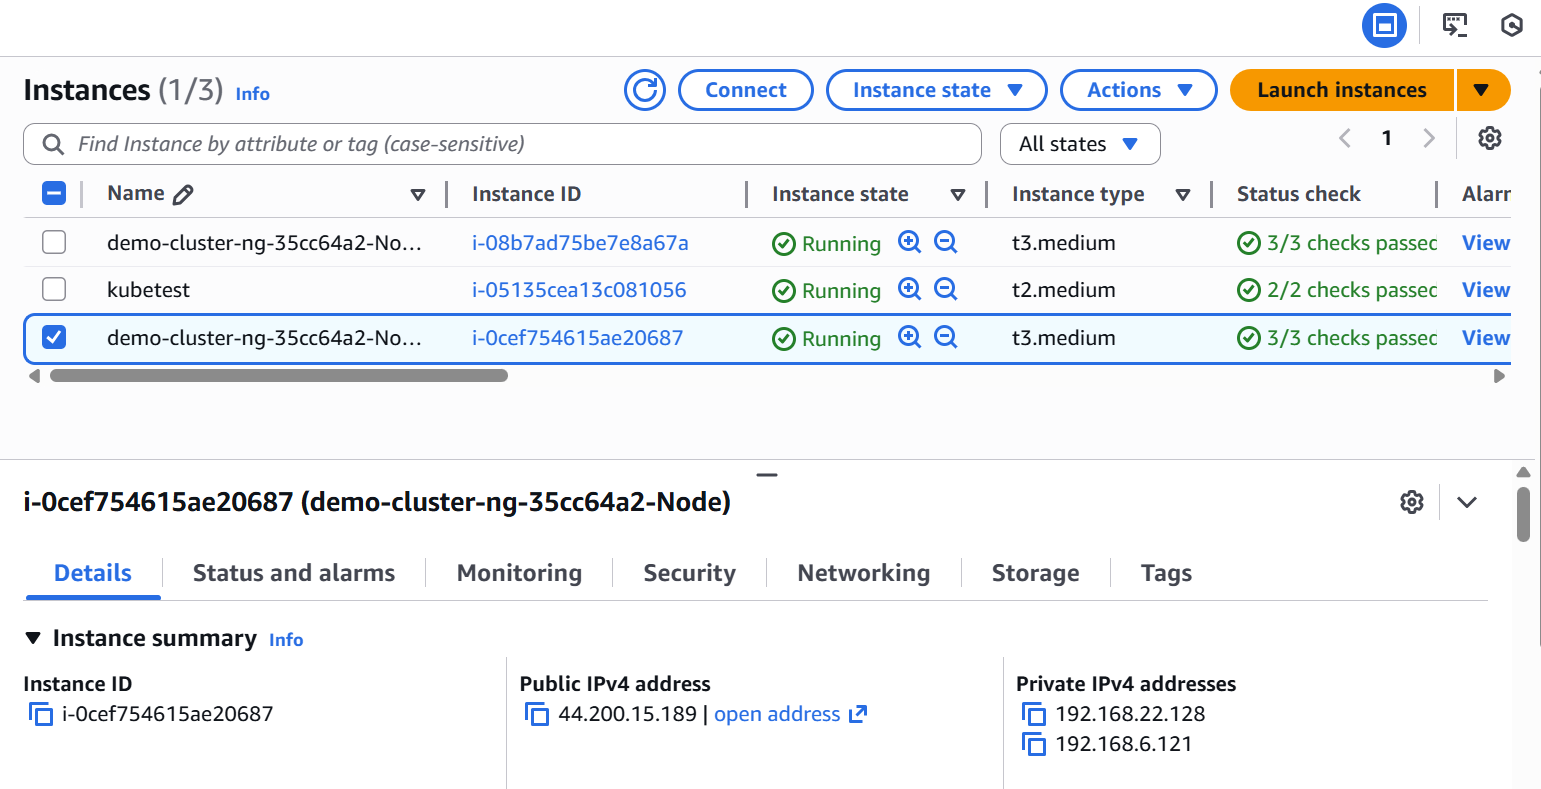 Instances (1/3) Info Connect Instance state Actions Launch instances
Find Instance by attribute or tag (case-sensitive) All states 1
Name Instance ID Instance state Instance type Status check Alarr
demo-cluster-ng-35cc64a2-No... i-08b7ad75be7e8a67a Running t3.medium 3/3 checks passed View
kubetest i-05135cea13c081056 Running t2.medium 2/2 checks passed View
demo-cluster-ng-35cc64a2-No... i-0cef754615ae20687 Running t3.medium 3/3 checks passed View
i-0cef754615ae20687 (demo-cluster-ng-35cc64a2-Node)
Details Status and alarms Monitoring Security Networking Storage Tags
Instance summary Info
Instance ID Public IPv4 address Private IPv4 addresses
i-0cef754615ae20687 44.200.15.189 | open address 192.168.22.128
192.168.6.121